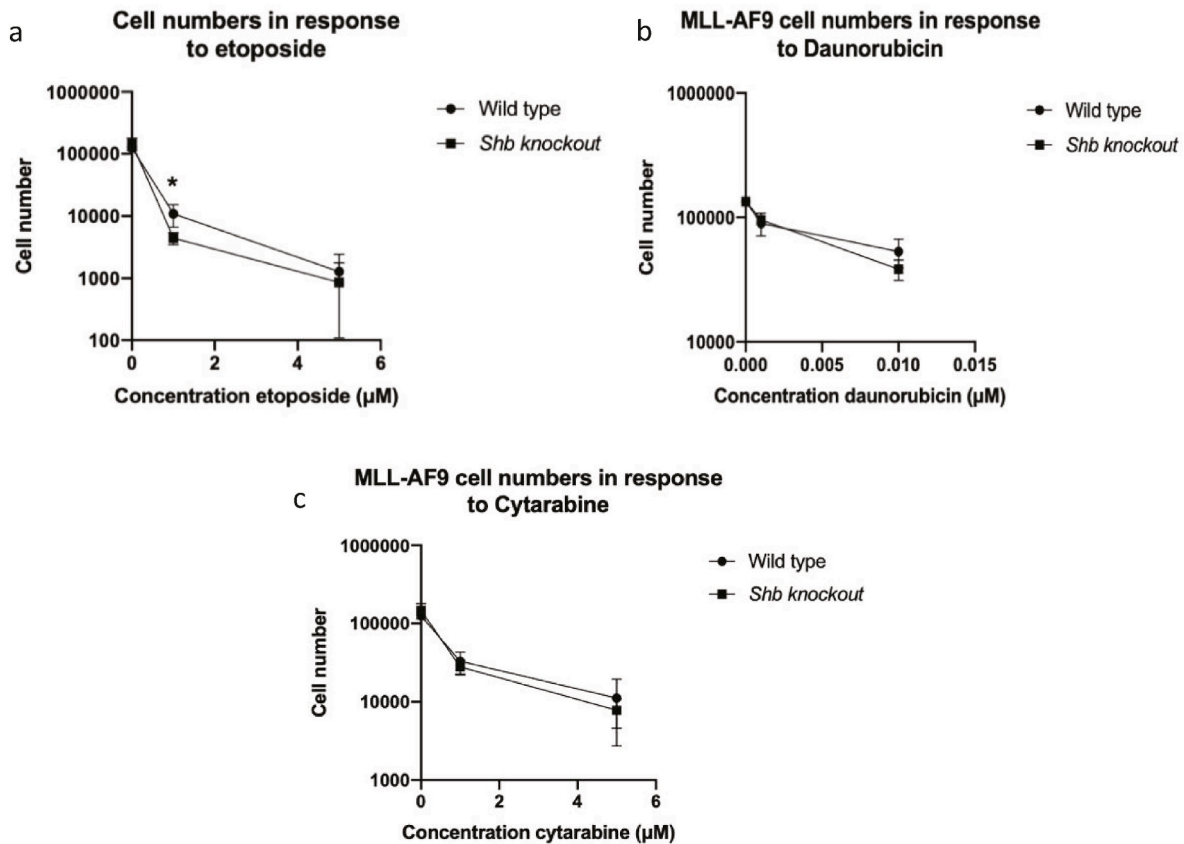 a
Cell numbers in response
to etoposide
1000000
100000
10000
1000
100
Cell number
*
0 2 4 6
Concentration etoposide (µM)
Wild type
Shb knockout
b
MLL-AF9 cell numbers in response
to Daunorubicin
1000000
100000
10000
Cell number
0.000 0.005 0.010 0.015
Concentration daunorubicin (µM)
Wild type
Shb knockout
c
MLL-AF9 cell numbers in response
to Cytarabine
1000000
100000
10000
1000
Cell number
0 2 4 6
Concentration cytarabine (µM)
Wild type
Shb knockout